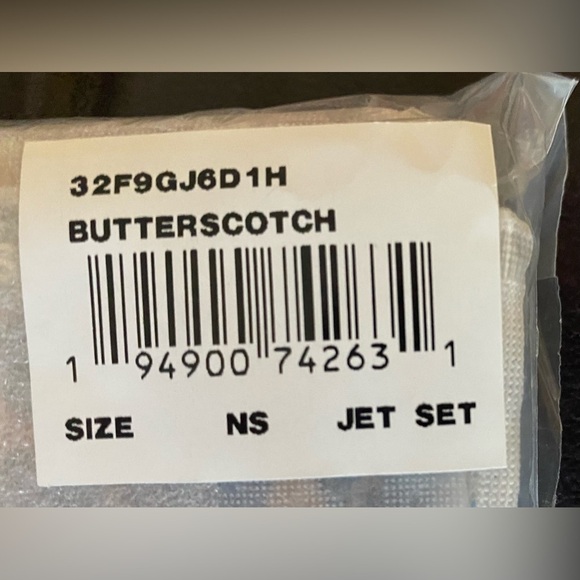 32F9GJ6D1H
BUTTERSCOTCH
1 94900 74263 1
SIZE NS JET SET